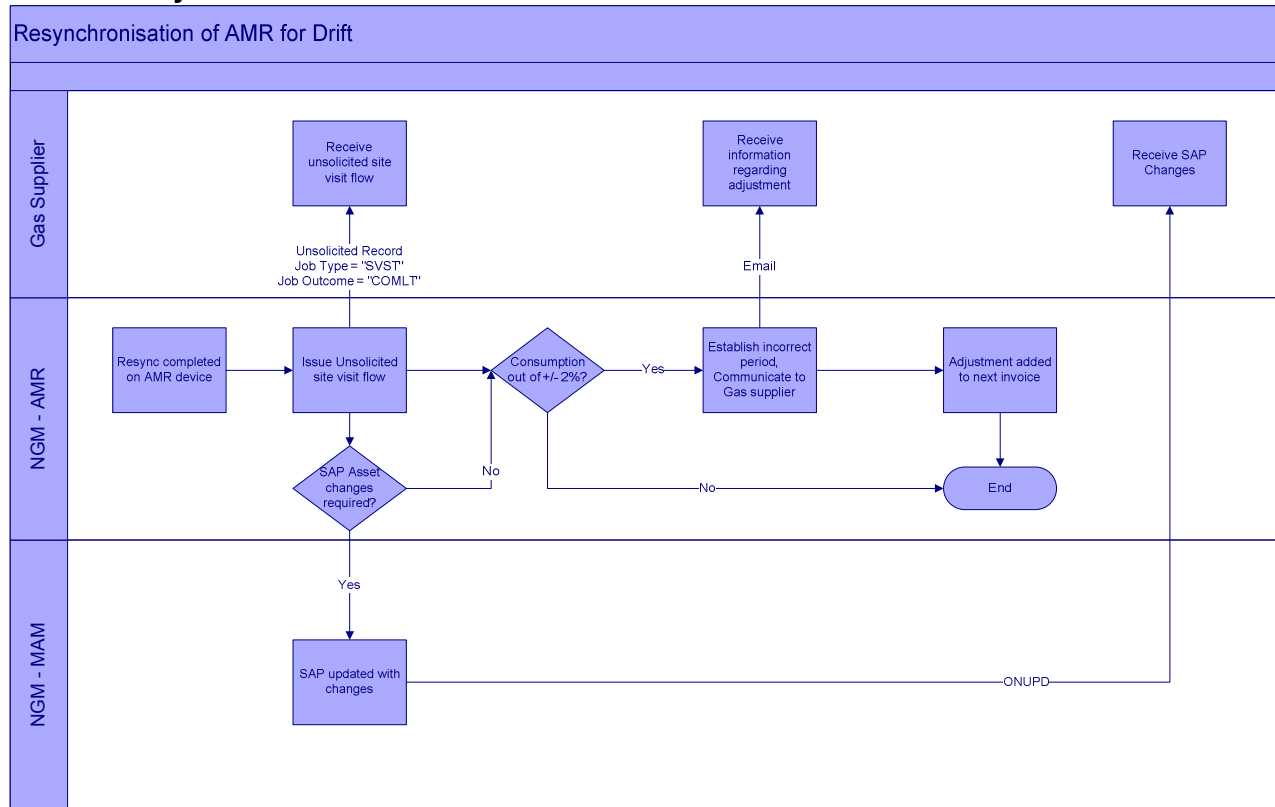 Resynchronisation of AMR for Drift
Gas Supplier
Receive
unsolicited site
visit flow
Receive
information
regarding
adjustment
Receive SAP
Changes
Unsolicited Record
Job Type = "SVST"
Job Outcome = "COMLT"
Email
NGM - AMR
Resync completed
on AMR device
Issue Unsolicited
site visit flow
Consumption
out of +/- 2%?
Yes
Establish incorrect
period,
Communicate to
Gas supplier
Adjustment added
to next invoice
SAP Asset
changes
required?
No
No
End
NGM - MAM
Yes
SAP updated with
changes
ONUPD